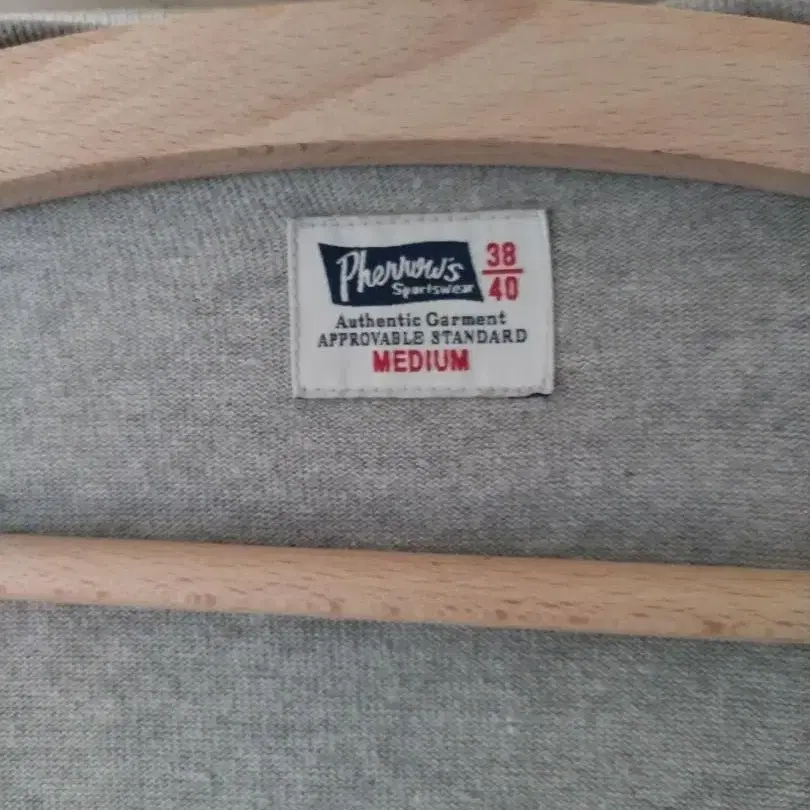 Pherrow's 38
Sportswear 40
Authentic Garment
APPROVABLE STANDARD
MEDIUM